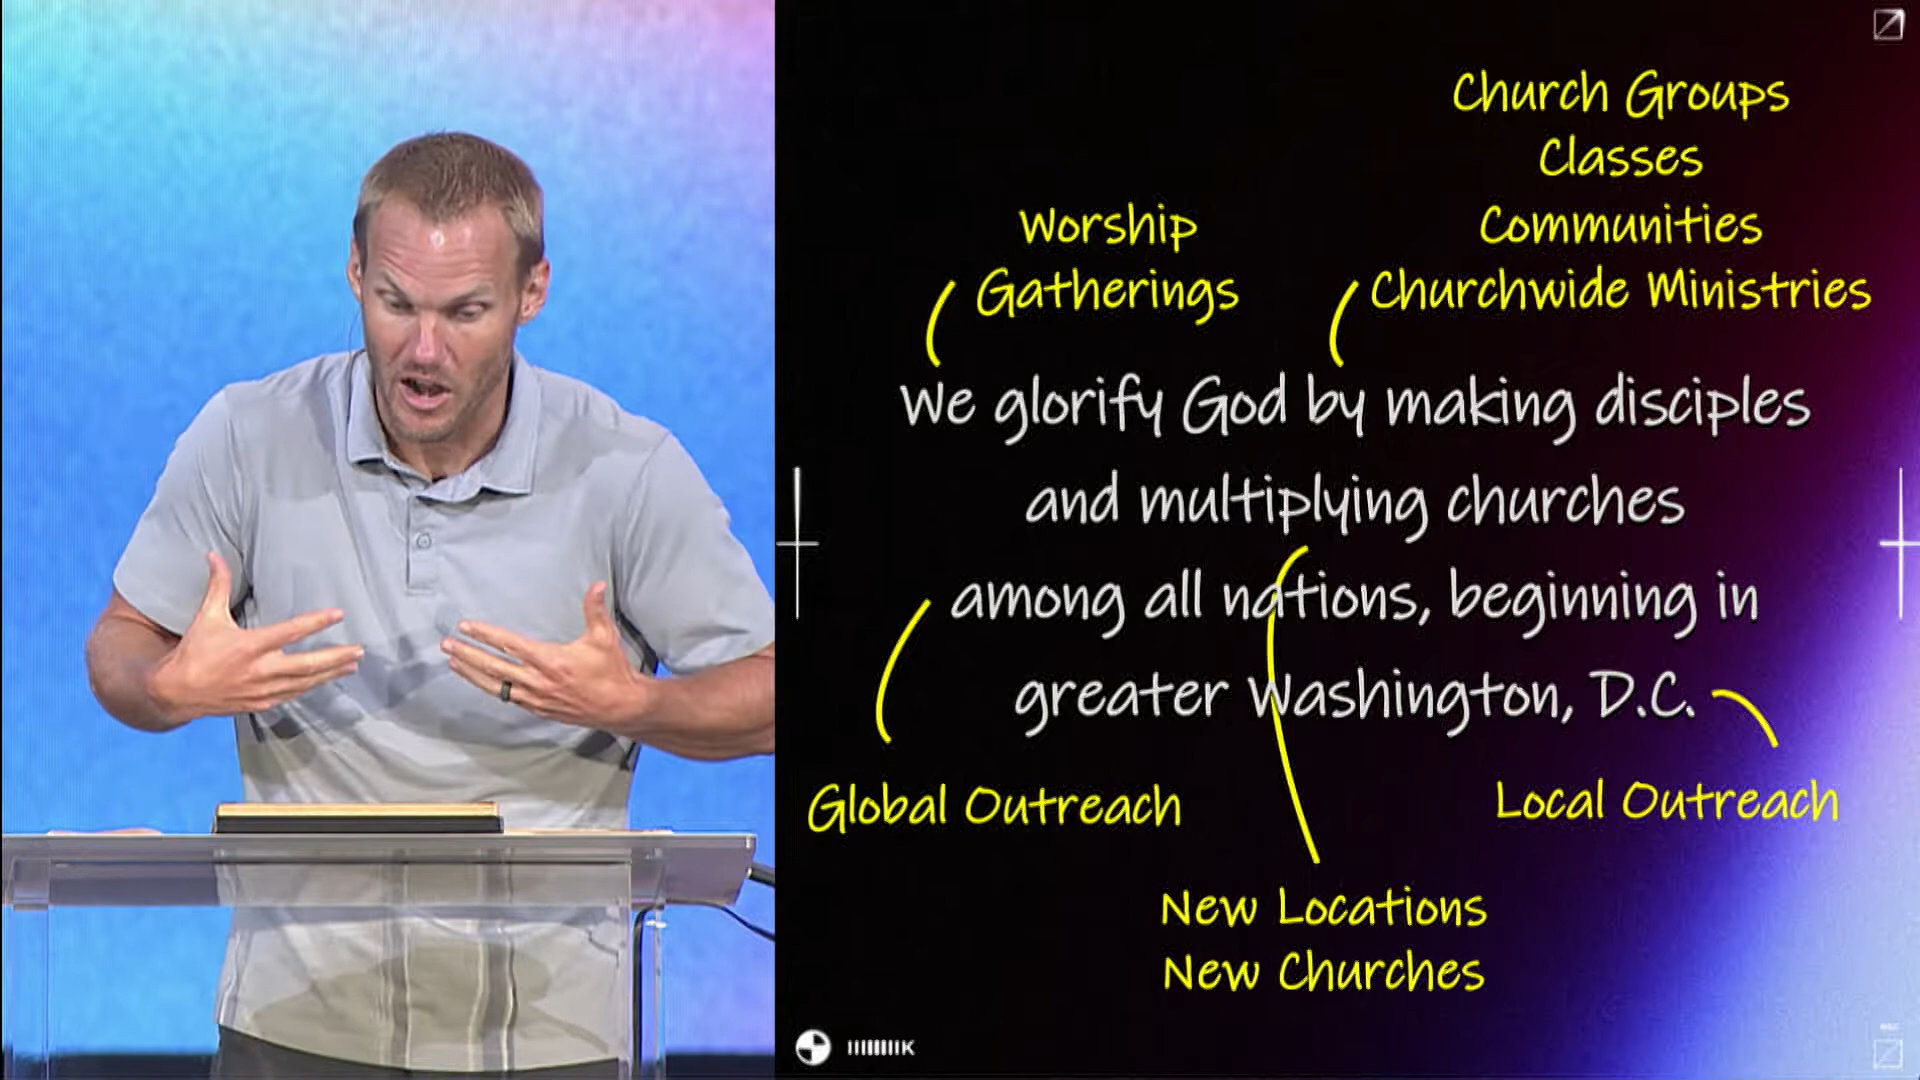 Church Groups
Classes
Communities
Churchwide Ministries
Worship
Gatherings
We glorify God by making disciples
and multiplying churches
among all nations, beginning in
greater Washington, D.C.
Global Outreach
Local Outreach
New Locations
New Churches